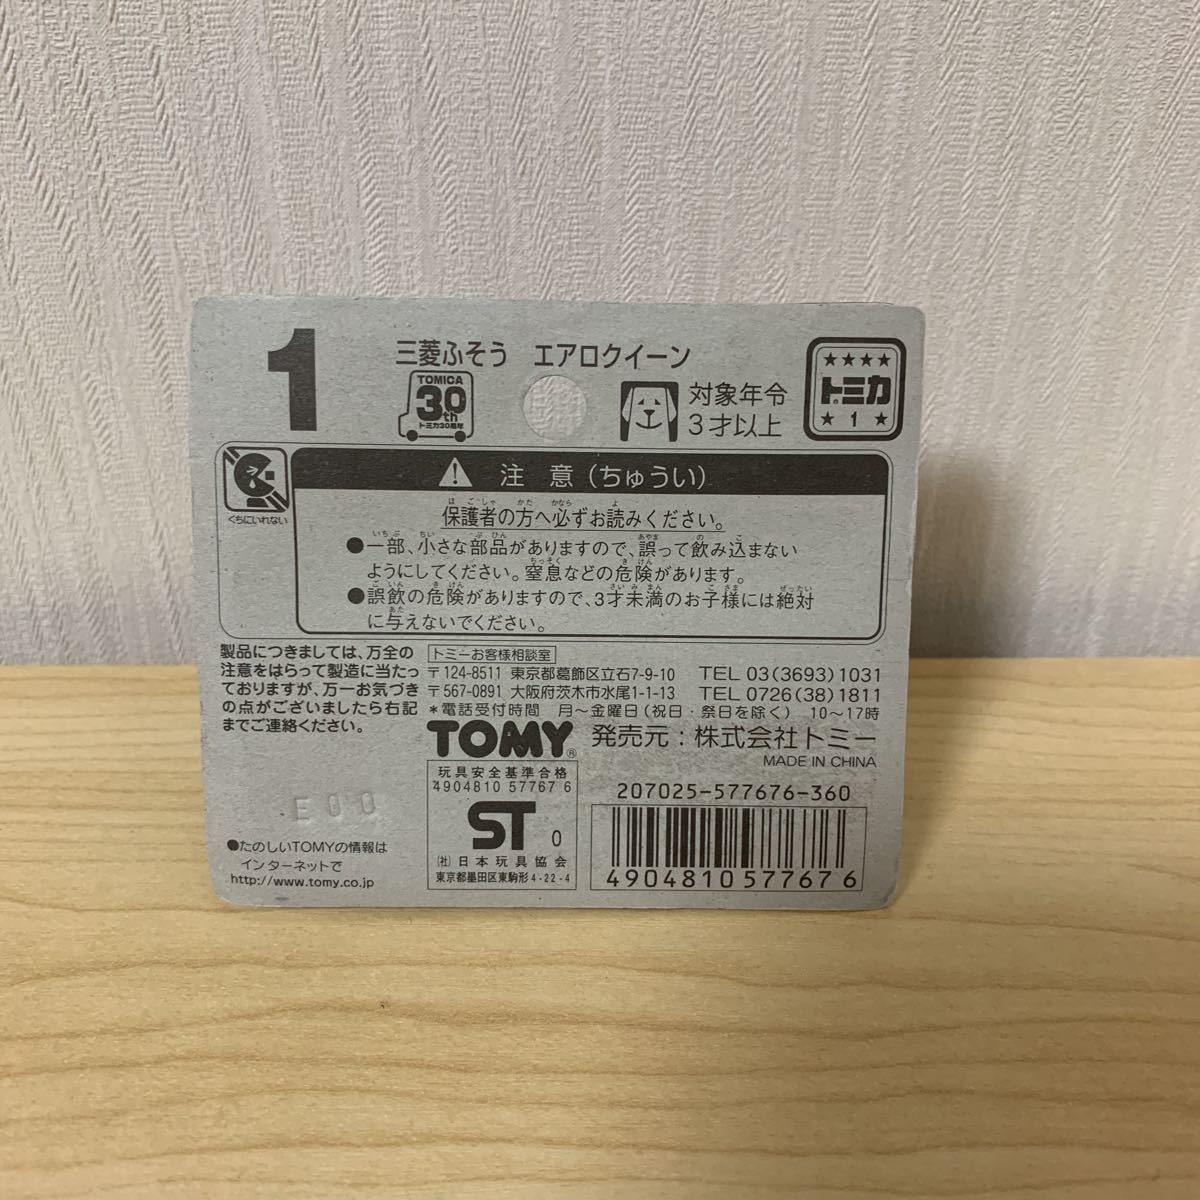 1
三菱ふそう エアロクイーン
TOMICA
30th
トミカ30周年
対象年令
3才以上
★★★★
トミカ
★ 1 ★
くちにいれない
注 意 (ちゅうい)
保護者の方へ必ずお読みください。
●一部、小さな部品がありますので、誤って飲み込まない
ようにしてください。窒息などの危険があります。
●誤飲の危険がありますので、3才未満のお子様には絶対
に与えないでください。
製品につきましては、万全の
注意をはらって製造に当たっ
ておりますが、万一お気づき
の点がございましたら右記
までご連絡ください。
トミーお客様相談室
〒124-8511 東京都葛飾区立石7-9-10 TEL 03(3693)1031
〒567-0891 大阪府茨木市水尾1-1-13 TEL 0726(38)1811
*電話受付時間 月〜金曜日(祝日・祭日を除く) 10〜17時
TOMY® 発売元:株式会社トミー
MADE IN CHINA
玩具安全基準合格
4904810 57767 6
ST 0
(社)日本玩具協会
東京都墨田区東駒形4-22-4
207025-577676-360
4904810577676
E00
●たのしいTOMYの情報は
インターネットで
http://www.tomy.co.jp